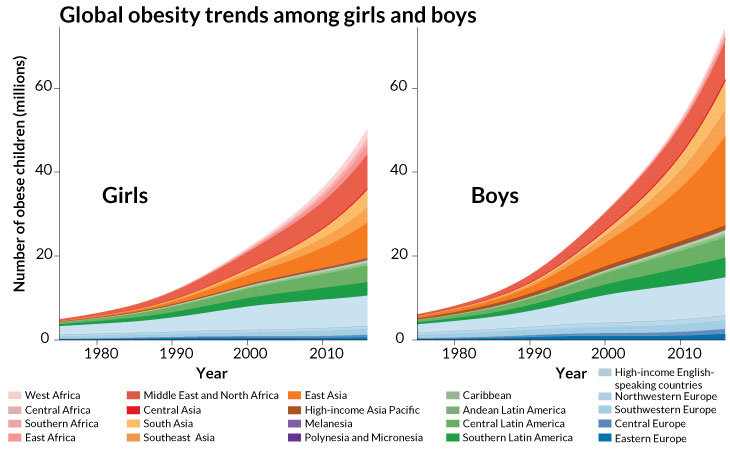 Global obesity trends among girls and boys
Number of obese children (millions)
60
40
20
0
Girls
1980 1990 2000 2010
Year
60
40
20
0
Boys
1980 1990 2000 2010
Year
West Africa
Central Africa
Southern Africa
East Africa
Middle East and North Africa
Central Asia
South Asia
Southeast Asia
East Asia
High-income Asia Pacific
Melanesia
Polynesia and Micronesia
Caribbean
Andean Latin America
Central Latin America
Southern Latin America
High-income English-
speaking countries
Northwestern Europe
Southwestern Europe
Central Europe
Eastern Europe